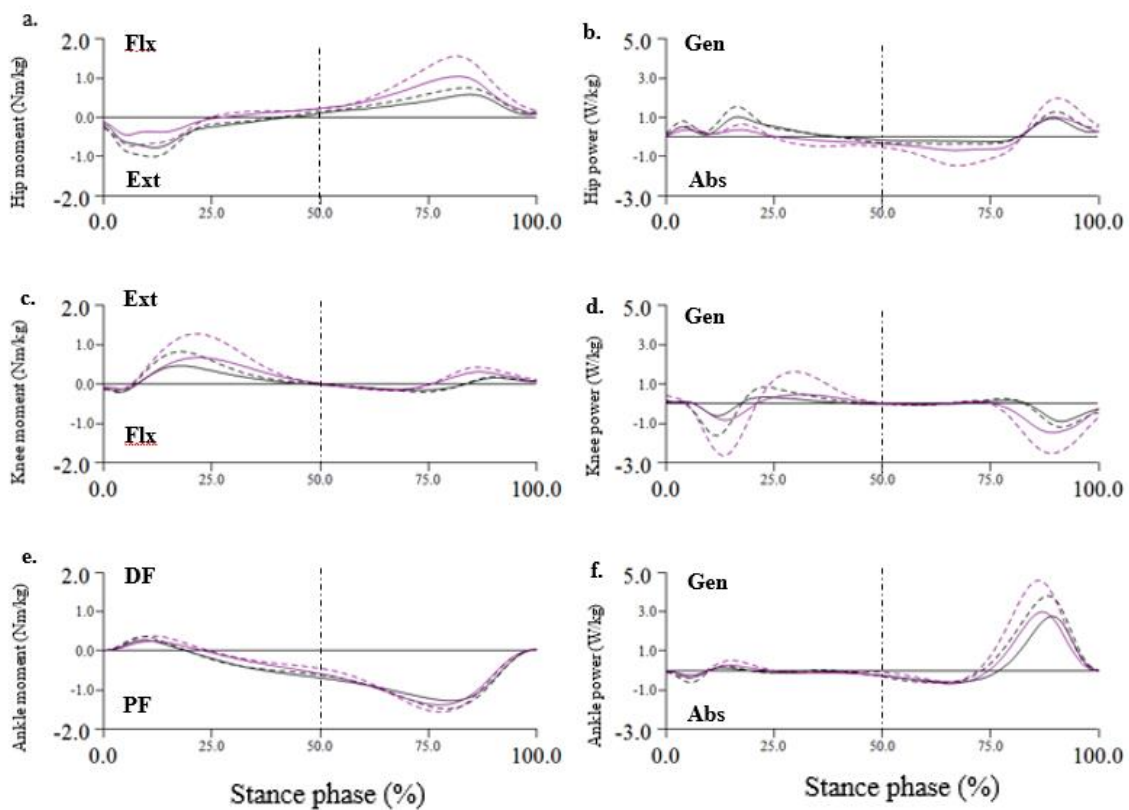 a.
Hip moment (Nm/kg)
2.0
1.0
0.0
-1.0
-2.0
Flx
Ext
0.0
25.0
50.0
75.0
100.0
b.
Hip power (W/kg)
5.0
3.0
1.0
-1.0
-3.0
Gen
Abs
0.0
25.0
50.0
75.0
100.0
c.
Knee moment (Nm/kg)
2.0
1.0
0.0
-1.0
-2.0
Ext
Flx
0.0
25.0
50.0
75.0
100.0
d.
Knee power (W/kg)
5.0
3.0
1.0
-1.0
-3.0
Gen
0.0
25.0
50.0
75.0
100.0
e.
Ankle moment (Nm/kg)
2.0
1.0
0.0
-1.0
-2.0
DF
PF
0.0
25.0
50.0
75.0
100.0
Stance phase (%)
f.
Ankle power (W/kg)
5.0
3.0
1.0
-1.0
-3.0
Gen
Abs
0.0
25.0
50.0
75.0
100.0
Stance phase (%)